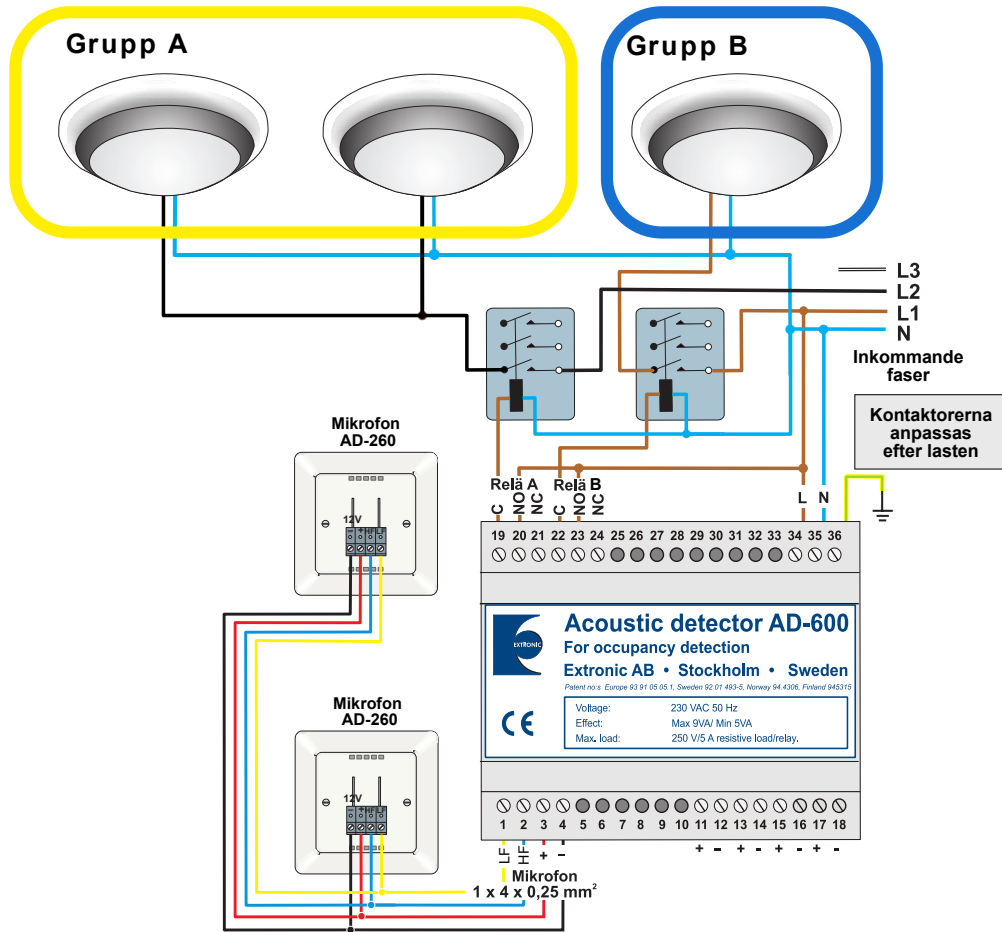 Grupp A
Grupp B
L3
L2
L1
N
Inkommande
faser
Kontaktorerna
anpassas
efter lasten
Mikrofon
AD-260
12V
- + HF LF
Relä A
Relä B
C NO NC C NO NC
L N
19 20 21 22 23 24 25 26 27 28 29 30 31 32 33 34 35 36
EXTRONIC
Acoustic detector AD-600
For occupancy detection
Extronic AB • Stockholm • Sweden
Patent no:s Europe 93 91 05 05.1, Sweden 92 01 493-5, Norway 94.4306, Finland 945315
CE
Voltage: 230 VAC 50 Hz
Effect: Max 9VA/ Min 5VA
Max. load: 250 V/5 A resistive load/relay.
Mikrofon
AD-260
12V
- + HF LF
1 2 3 4 5 6 7 8 9 10 11 12 13 14 15 16 17 18
LF HF + - + - + - + - + -
Mikrofon
1 x 4 x 0,25 mm²